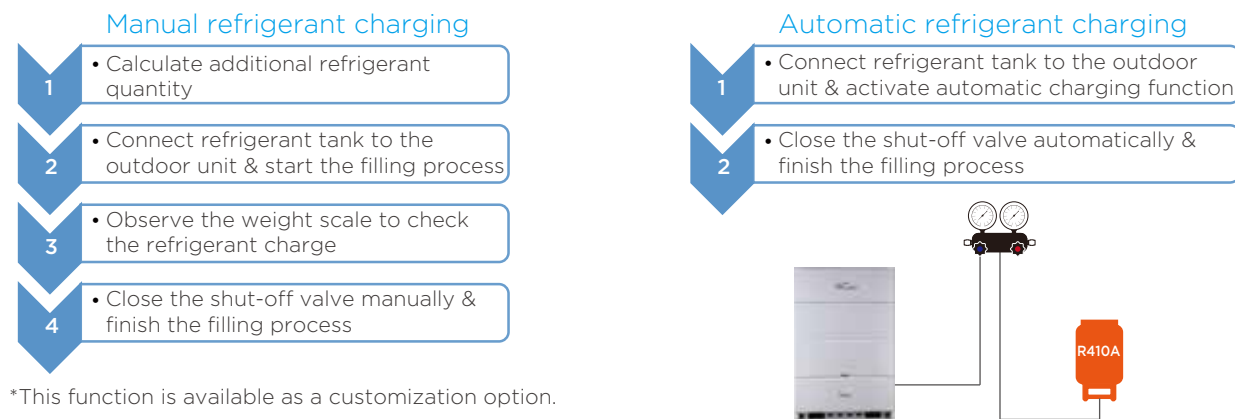 Manual refrigerant charging
1
• Calculate additional refrigerant
quantity
2
• Connect refrigerant tank to the
outdoor unit & start the filling process
3
• Observe the weight scale to check
the refrigerant charge
4
• Close the shut-off valve manually &
finish the filling process
*This function is available as a customization option.
Automatic refrigerant charging
1
• Connect refrigerant tank to the outdoor
unit & activate automatic charging function
2
• Close the shut-off valve automatically &
finish the filling process
R410A